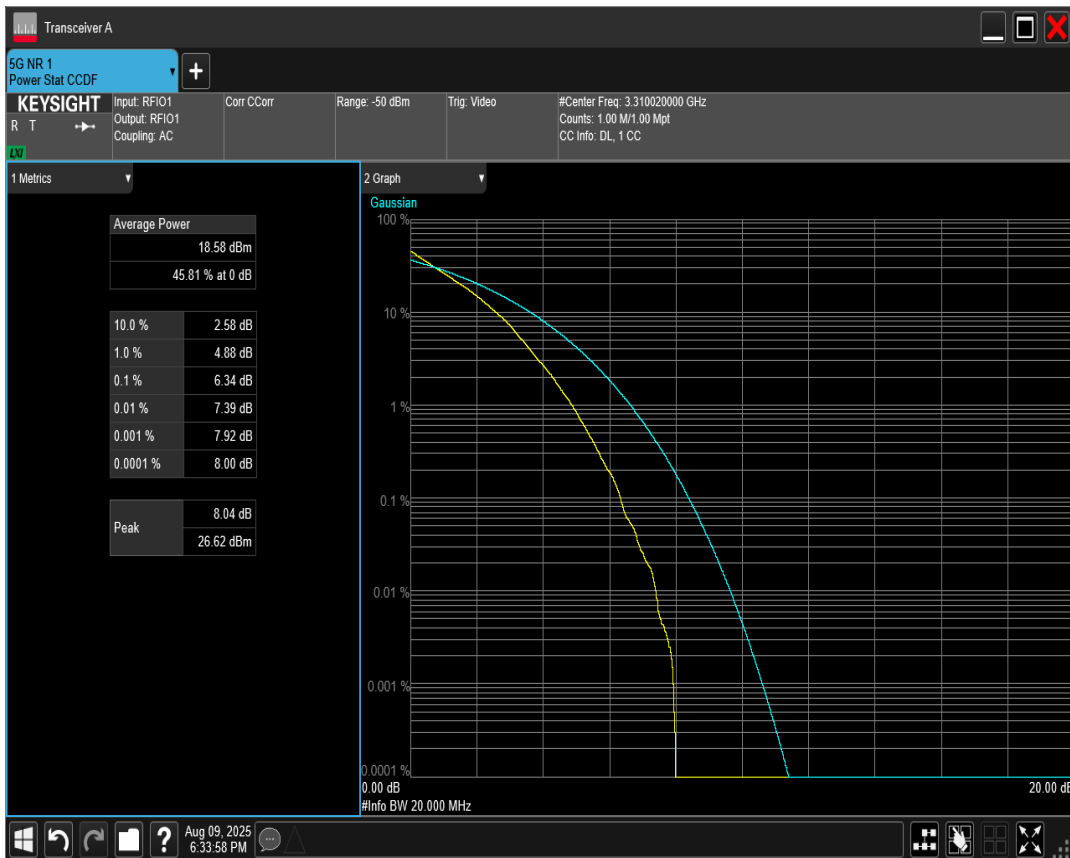 Transceiver A
5G NR 1
Power Stat CCDF
KEYSIGHT
R T
LXI
Input: RFIO1
Output: RFIO1
Coupling: AC
Corr CCorr
Range: -50 dBm
Trig: Video
#Center Freq: 3.310020000 GHz
Counts: 1.00 M/1.00 Mpt
CC Info: DL, 1 CC
1 Metrics
Average Power
18.58 dBm
45.81 % at 0 dB
10.0 % 2.58 dB
1.0 % 4.88 dB
0.1 % 6.34 dB
0.01 % 7.39 dB
0.001 % 7.92 dB
0.0001 % 8.00 dB
Peak 8.04 dB
26.62 dBm
2 Graph
Gaussian
100 %
10 %
1 %
0.1 %
0.01 %
0.001 %
0.0001 %
0.00 dB 20.00 dB
#Info BW 20.000 MHz
?
Aug 09, 2025
6:33:58 PM